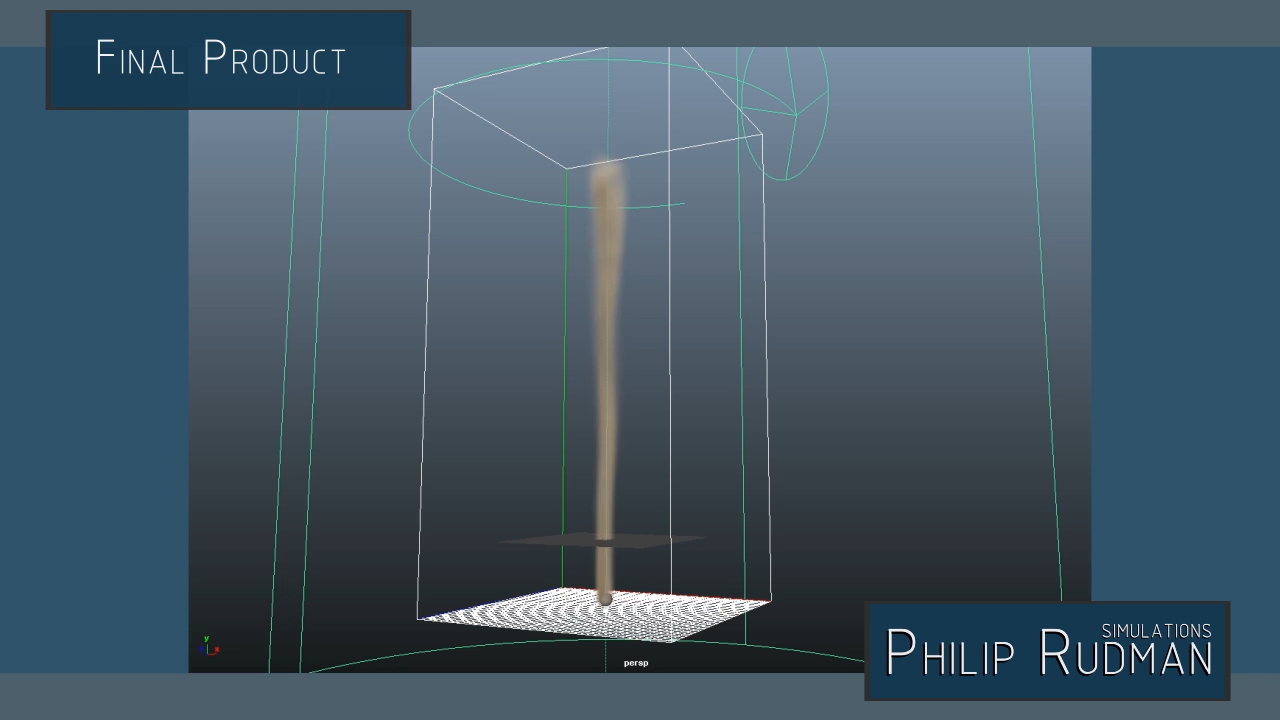 Final Product
y
x
persp
SIMULATIONS
Philip Rudman